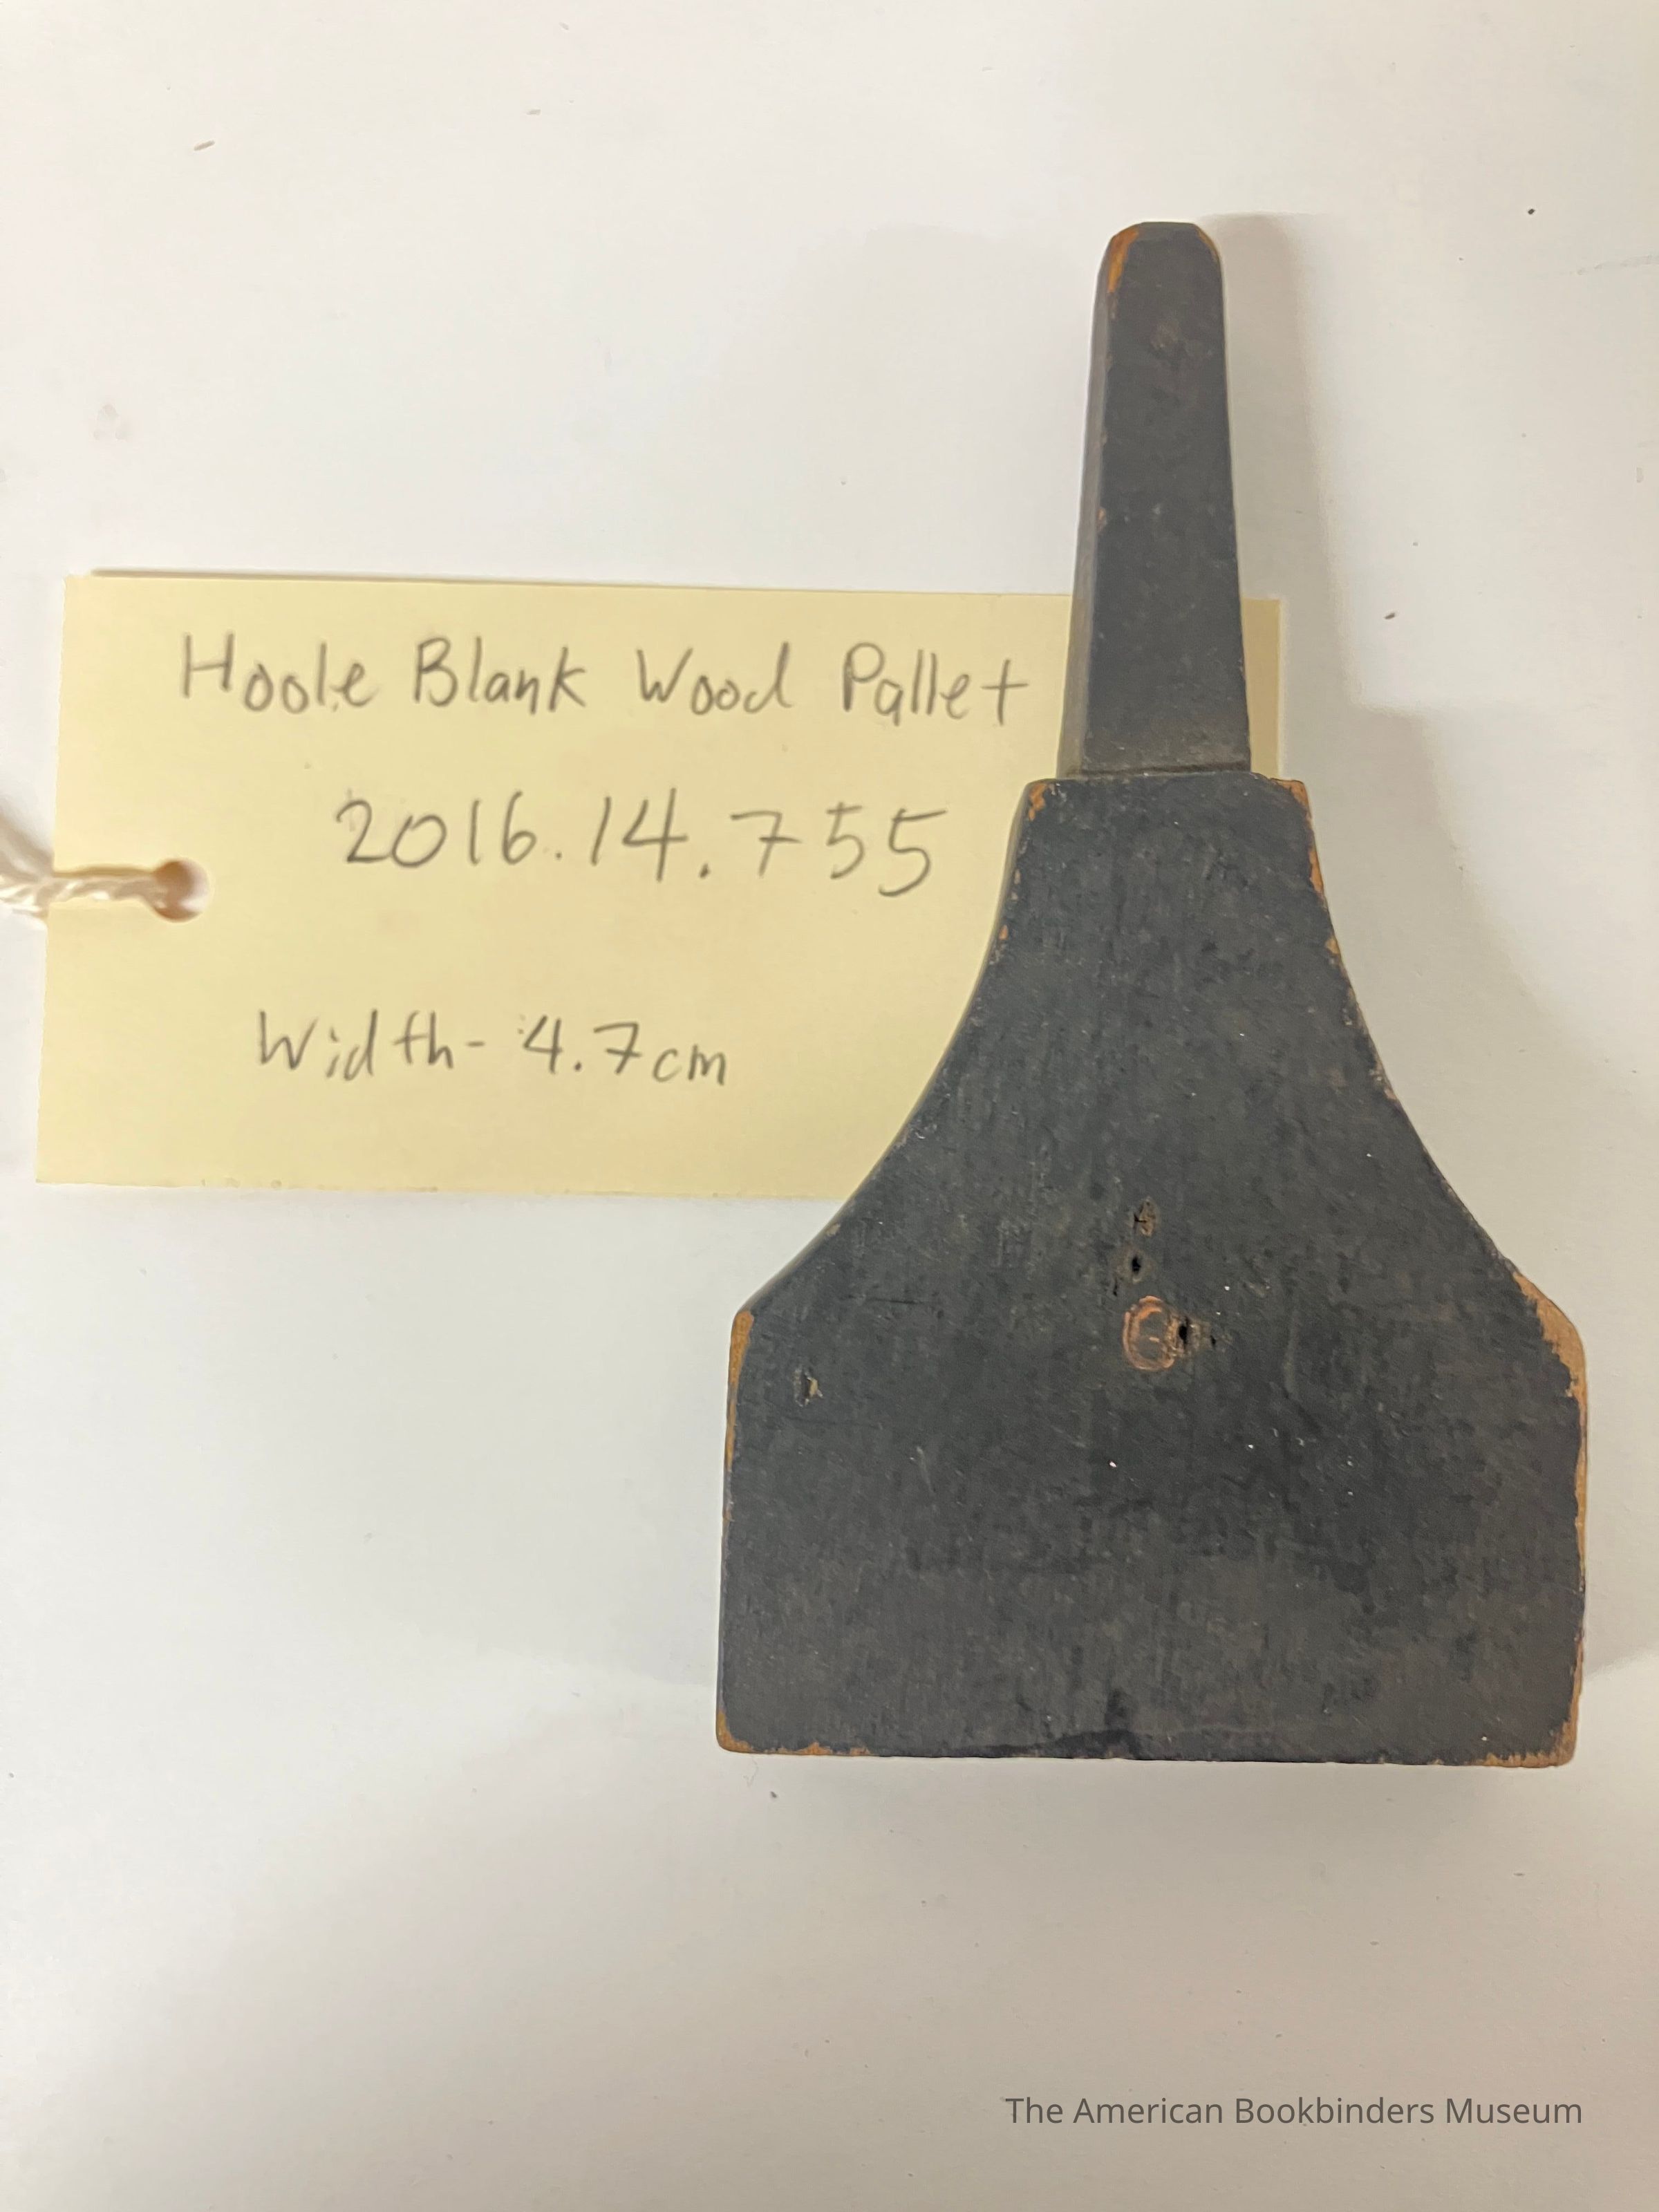 Hoole Blank Wood Pallet
2016.14.755
Width- 4.7cm
The American Bookbinders Museum